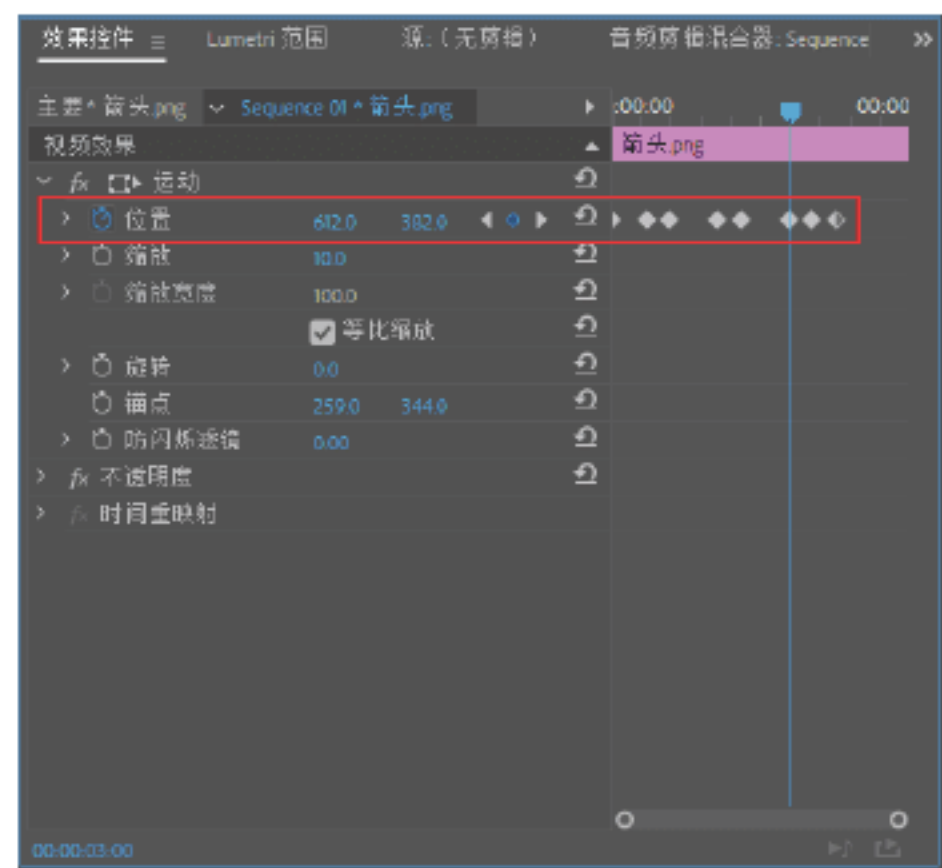 效果控件 Lumetri 范围 源:(无剪辑) 音频剪辑混合器: Sequence
主要* 箭头.png Sequence 01 * 箭头.png :00:00 00:00
视频效果 箭头.png
fx 运动
位置 612.0 382.0
缩放 10.0
缩放宽度 100.0
等比缩放
旋转 0.0
锚点 259.0 344.0
防闪烁滤镜 0.00
fx 不透明度
fx 时间重映射
00:00:03:00